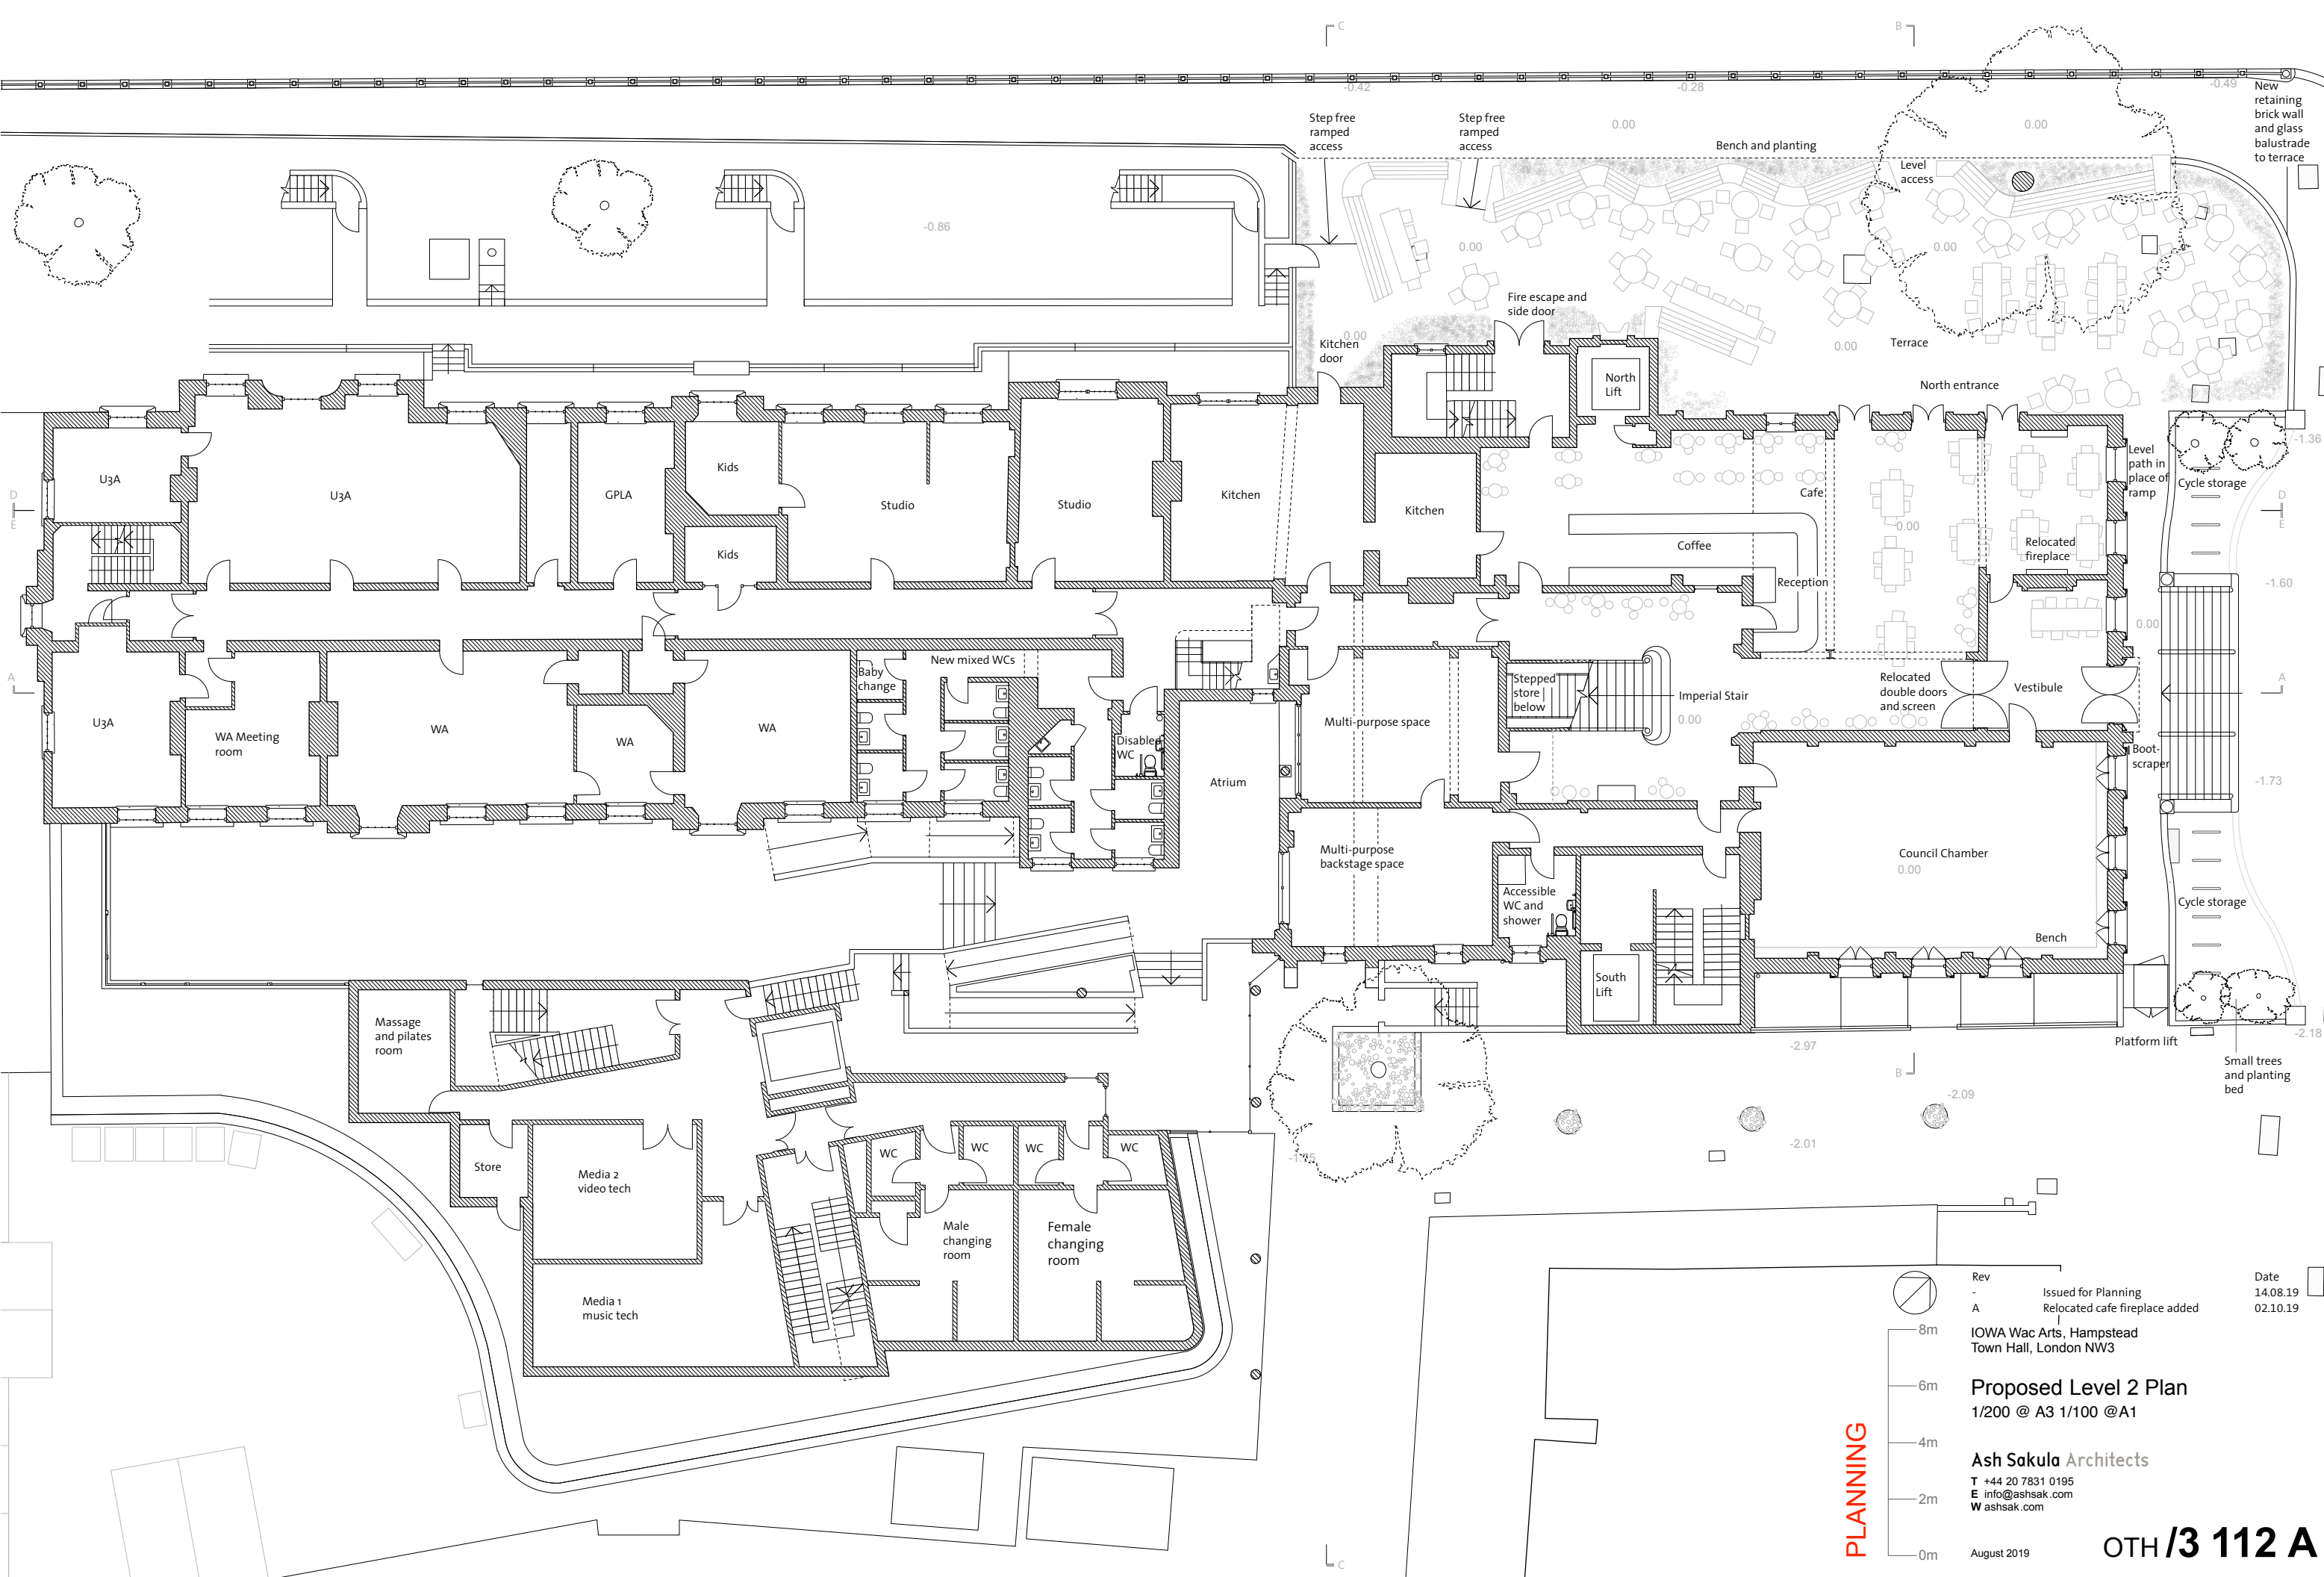 C
B
-0.42
-0.28
-0.49
New
retaining
brick wall
and glass
balustrade
to terrace
Step free
ramped
access
Step free
ramped
access
0.00
Bench and planting
0.00
Level
access
-0.86
0.00
0.00
Fire escape and
side door
0.00
Kitchen
door
0.00
Terrace
North
Lift
North entrance
-1.36
Level
path in
place of
ramp
Cycle storage
D
E
U3A
U3A
GPLA
Kids
Kids
Studio
Studio
Kitchen
Kitchen
Cafe
0.00
Coffee
Relocated
fireplace
Reception
D
E
-1.60
0.00
A
U3A
WA Meeting
room
WA
WA
WA
Baby
change
New mixed WCs
Disabled
WC
Atrium
Multi-purpose space
Stepped
store
below
Imperial Stair
0.00
Relocated
double doors
and screen
Vestibule
A
Boot-
scraper
-1.73
Multi-purpose
backstage space
Accessible
WC and
shower
Council Chamber
0.00
Cycle storage
Bench
South
Lift
Massage
and pilates
room
-2.97
Platform lift
-2.18
Small trees
and planting
bed
B
-2.09
-2.01
-1.75
Store
Media 2
video tech
WC
WC
WC
WC
Male
changing
room
Female
changing
room
Media 1
music tech
C
Rev
Date
-
Issued for Planning
14.08.19
A
Relocated cafe fireplace added
02.10.19
IOWA Wac Arts, Hampstead
Town Hall, London NW3
8m
6m
4m
2m
0m
PLANNING
Proposed Level 2 Plan
1/200 @ A3 1/100 @A1
Ash Sakula Architects
T +44 20 7831 0195
E info@ashsak.com
W ashsak.com
August 2019
OTH /3 112 A